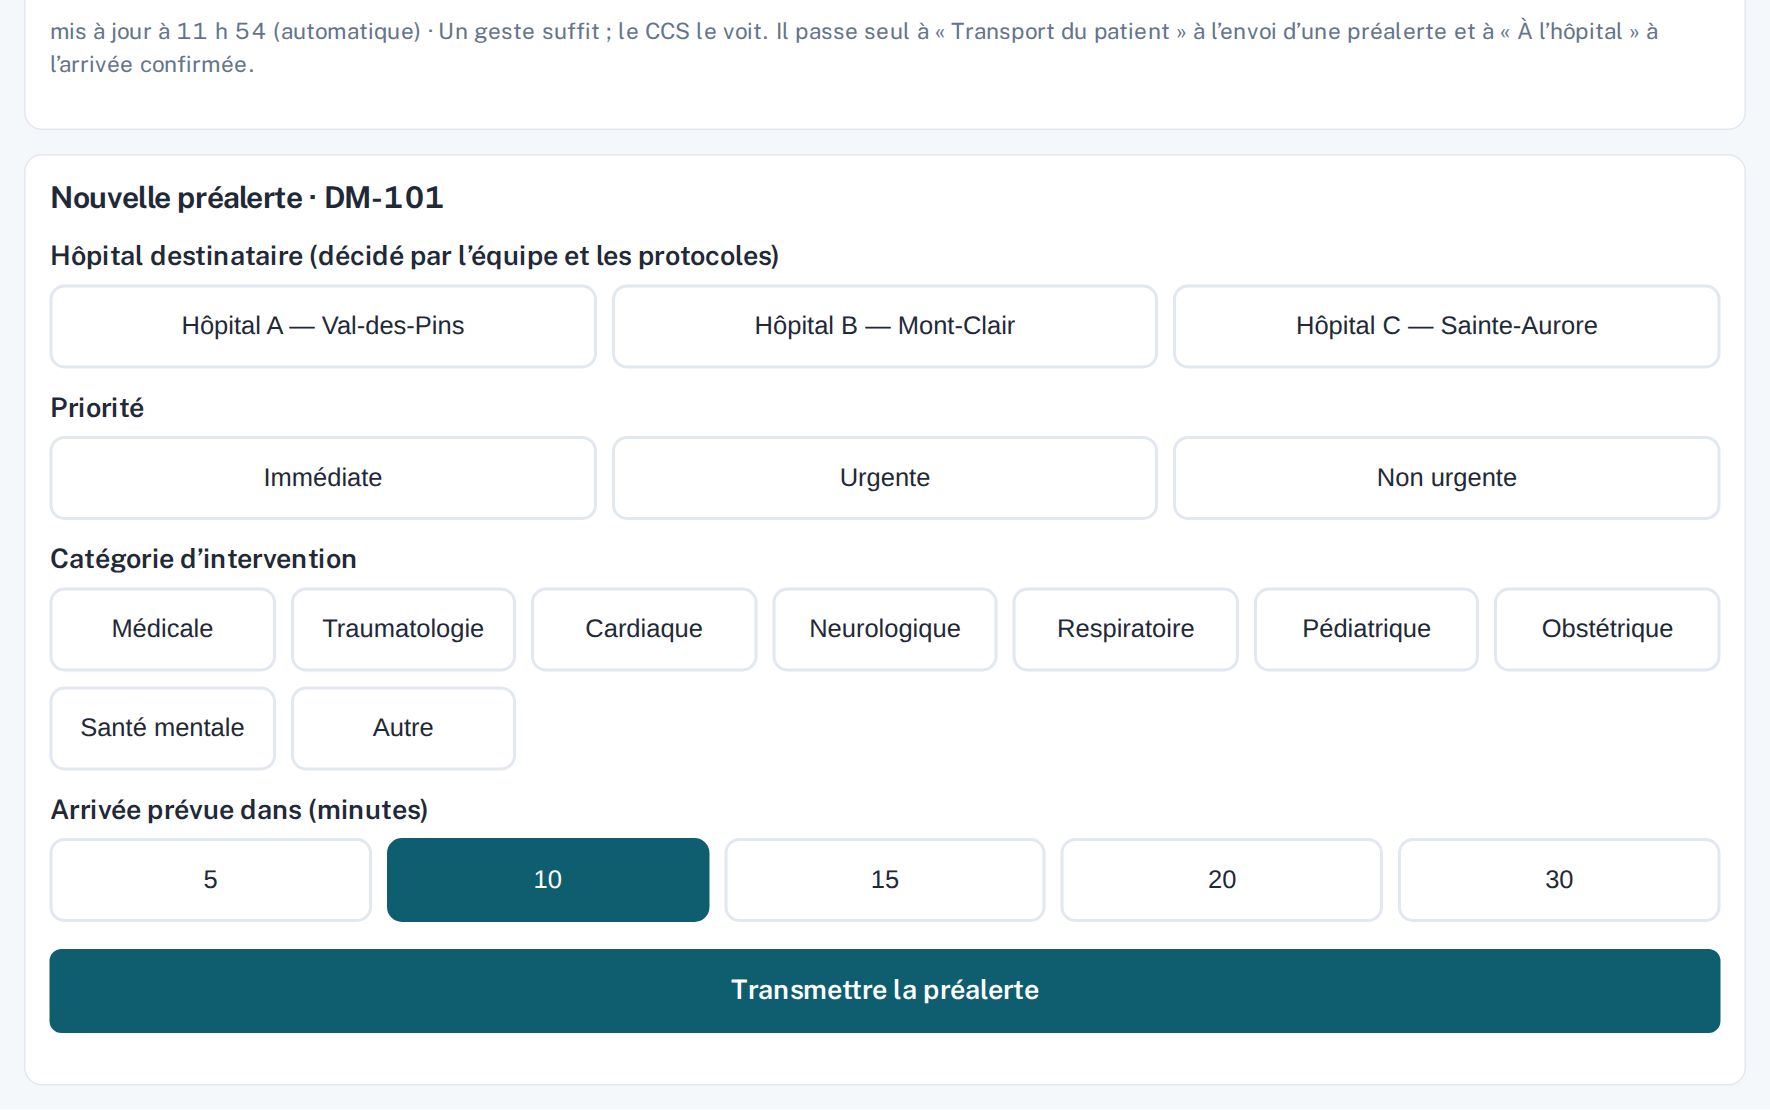 mis à jour à 11 h 54 (automatique) · Un geste suffit ; le CCS le voit. Il passe seul à « Transport du patient » à l’envoi d’une préalerte et à « À l’hôpital » à
l’arrivée confirmée.
Nouvelle préalerte · DM-101
Hôpital destinataire (décidé par l’équipe et les protocoles)
Hôpital A — Val-des-Pins
Hôpital B — Mont-Clair
Hôpital C — Sainte-Aurore
Priorité
Immédiate
Urgente
Non urgente
Catégorie d’intervention
Médicale
Traumatologie
Cardiaque
Neurologique
Respiratoire
Pédiatrique
Obstétrique
Santé mentale
Autre
Arrivée prévue dans (minutes)
5
10
15
20
30
Transmettre la préalerte